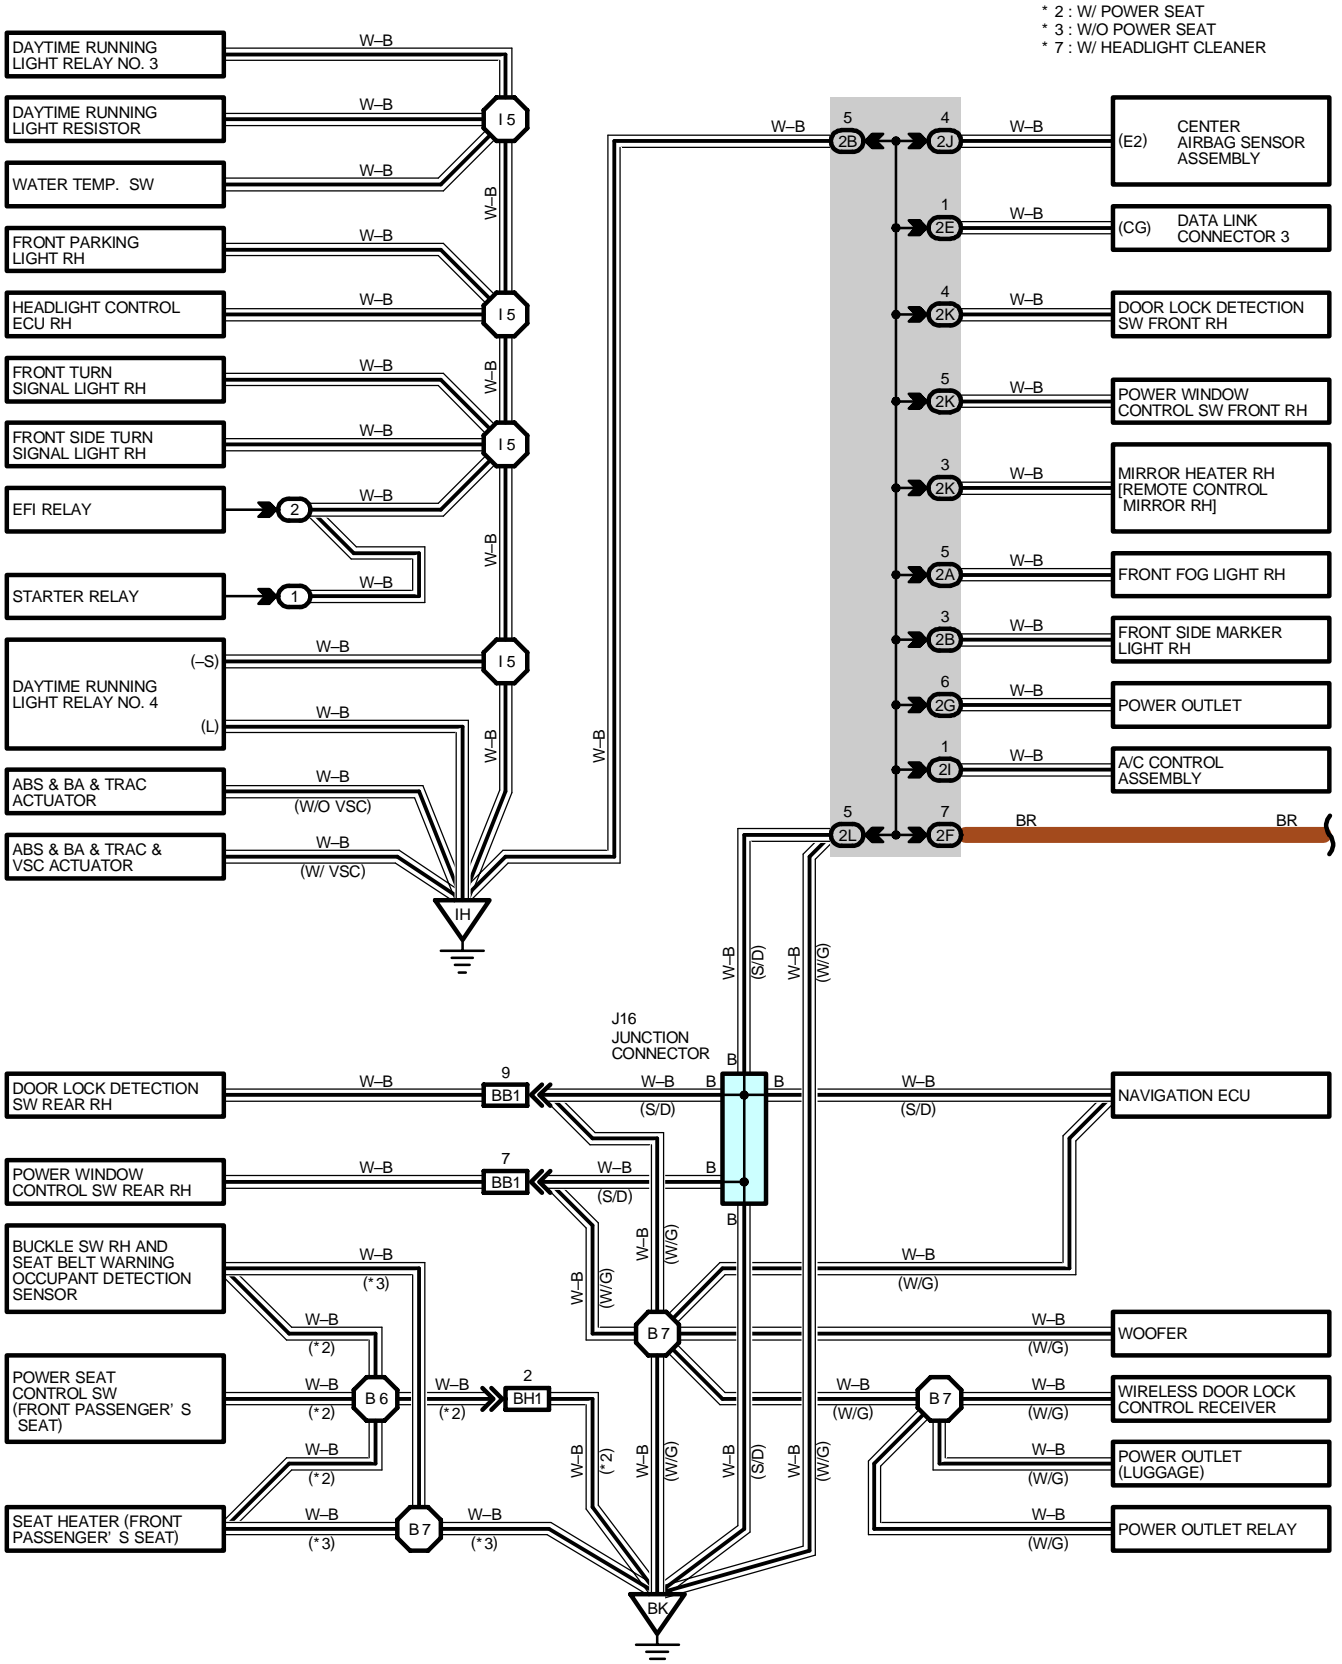 * 2 : W/ POWER SEAT
* 3 : W/O POWER SEAT
* 7 : W/ HEADLIGHT CLEANER
DAYTIME RUNNING
LIGHT RELAY NO. 3
W–B
DAYTIME RUNNING
LIGHT RESISTOR
W–B
I 5
WATER TEMP. SW
W–B
W–B
FRONT PARKING
LIGHT RH
W–B
HEADLIGHT CONTROL
ECU RH
W–B
I 5
FRONT TURN
SIGNAL LIGHT RH
W–B
W–B
FRONT SIDE TURN
SIGNAL LIGHT RH
W–B
I 5
EFI RELAY
2
W–B
W–B
STARTER RELAY
1
W–B
DAYTIME RUNNING
LIGHT RELAY NO. 4
(–S)
W–B
I 5
(L)
W–B
W–B
W–B
ABS & BA & TRAC
ACTUATOR
W–B
(W/O VSC)
ABS & BA & TRAC &
VSC ACTUATOR
W–B
(W/ VSC)
IH
W–B
5
2B
4
2J
W–B
(E2)
CENTER
AIRBAG SENSOR
ASSEMBLY
1
2E
W–B
(CG)
DATA LINK
CONNECTOR 3
4
2K
W–B
DOOR LOCK DETECTION
SW FRONT RH
5
2K
W–B
POWER WINDOW
CONTROL SW FRONT RH
3
2K
W–B
MIRROR HEATER RH
[REMOTE CONTROL
MIRROR RH]
5
2A
W–B
FRONT FOG LIGHT RH
3
2B
W–B
FRONT SIDE MARKER
LIGHT RH
6
2G
W–B
POWER OUTLET
1
2I
W–B
A/C CONTROL
ASSEMBLY
5
2L
7
2F
BR
BR
W–B
(S/D)
W–B
(W/G)
J16
JUNCTION
CONNECTOR
B
DOOR LOCK DETECTION
SW REAR RH
W–B
9
BB1
W–B
(S/D)
B
B
W–B
(S/D)
NAVIGATION ECU
POWER WINDOW
CONTROL SW REAR RH
W–B
7
BB1
W–B
(S/D)
B
B
BUCKLE SW RH AND
SEAT BELT WARNING
OCCUPANT DETECTION
SENSOR
W–B
(* 3)
W–B
(W/G)
W–B
(W/G)
W–B
(W/G)
W–B
(* 2)
B 7
W–B
(W/G)
WOOFER
POWER SEAT
CONTROL SW
(FRONT PASSENGER' S
SEAT)
W–B
(* 2)
B 6
W–B
(* 2)
2
BH1
W–B
(W/G)
B 7
W–B
(W/G)
WIRELESS DOOR LOCK
CONTROL RECEIVER
W–B
(* 2)
W–B
(* 2)
W–B
(W/G)
W–B
(S/D)
W–B
(W/G)
W–B
(W/G)
POWER OUTLET
(LUGGAGE)
SEAT HEATER (FRONT
PASSENGER' S SEAT)
W–B
(* 3)
B 7
W–B
(* 3)
W–B
(W/G)
POWER OUTLET RELAY
BK